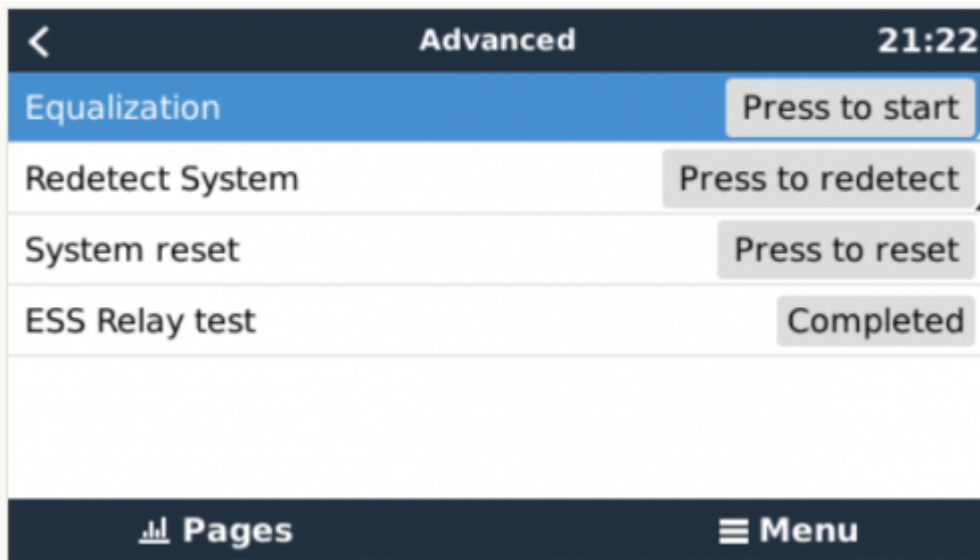 Advanced 21:22
Equalization Press to start
Redetect System Press to redetect
System reset Press to reset
ESS Relay test Completed
Pages Menu